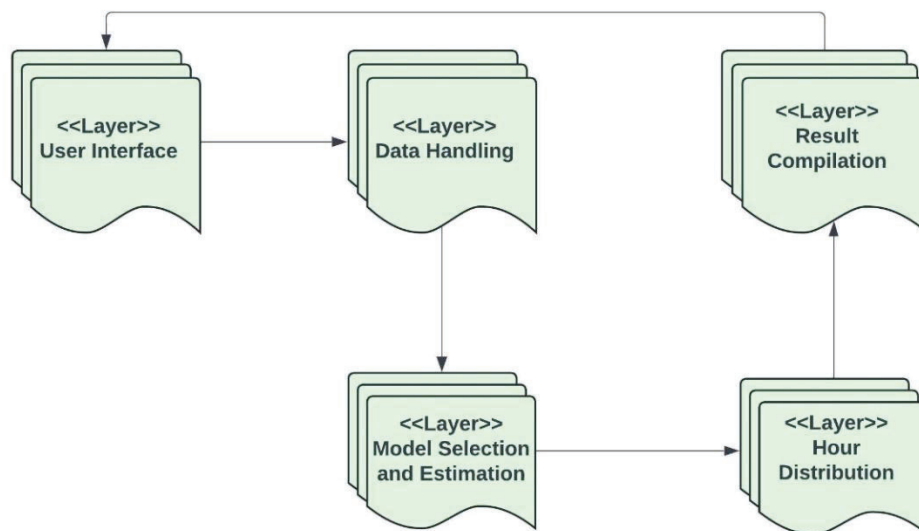 <<Layer>>
User Interface
<<Layer>>
Data Handling
<<Layer>>
Result
Compilation
<<Layer>>
Model Selection
and Estimation
<<Layer>>
Hour
Distribution